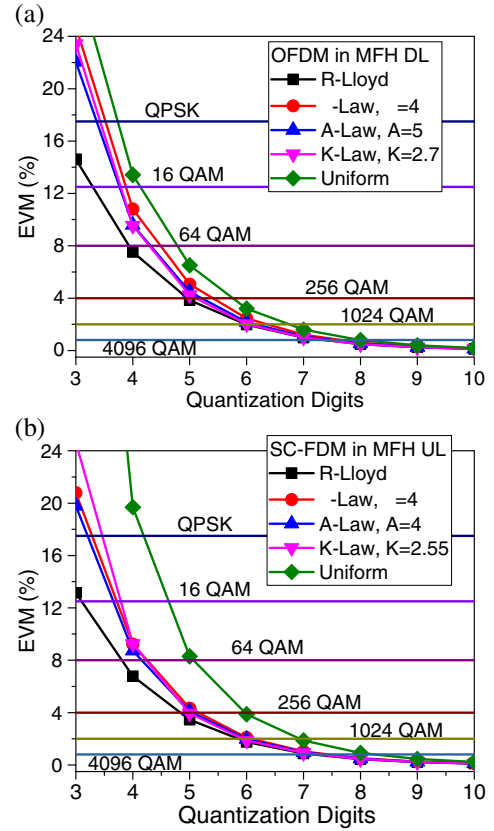 (a)
24
20
16
12
8
4
0
EVM (%)
OFDM in MFH DL
R-Lloyd
-Law, =4
A-Law, A=5
K-Law, K=2.7
Uniform
QPSK
16 QAM
64 QAM
256 QAM
1024 QAM
4096 QAM
3 4 5 6 7 8 9 10
Quantization Digits
(b)
24
20
16
12
8
4
0
EVM (%)
SC-FDM in MFH UL
R-Lloyd
-Law, =4
A-Law, A=4
K-Law, K=2.55
Uniform
QPSK
16 QAM
64 QAM
256 QAM
1024 QAM
4096 QAM
3 4 5 6 7 8 9 10
Quantization Digits